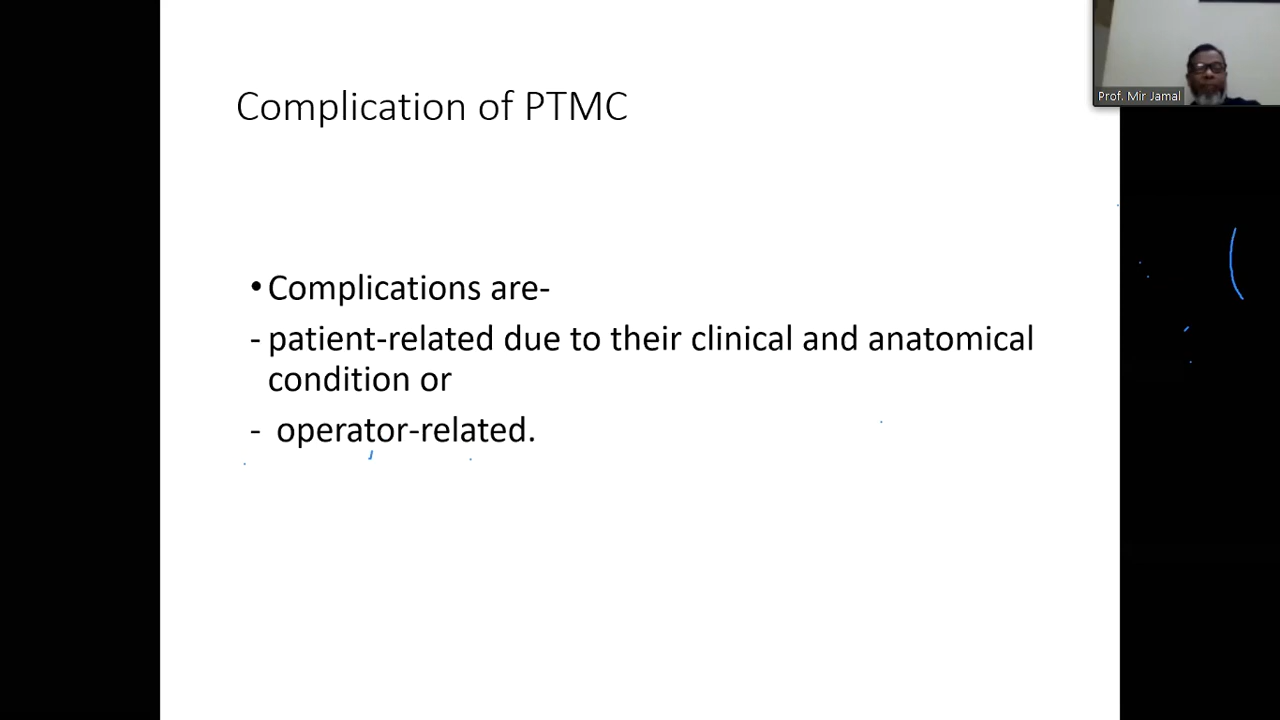 Complication of PTMC
Prof. Mir Jamal
•Complications are-
- patient-related due to their clinical and anatomical
condition or
- operator-related.